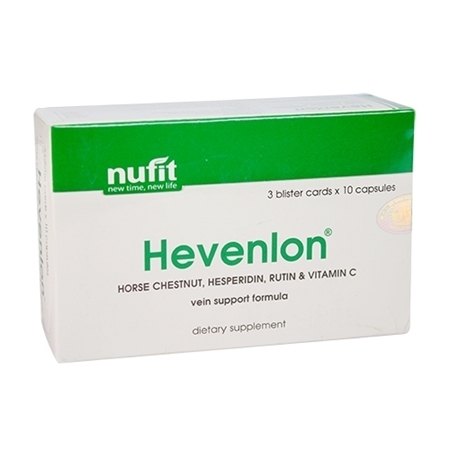 nufit
new time, new life
3 blister cards x 10 capsules
Hevenlon®
HORSE CHESTNUT, HESPERIDIN, RUTIN & VITAMIN C
vein support formula
dietary supplement
Hevenlon